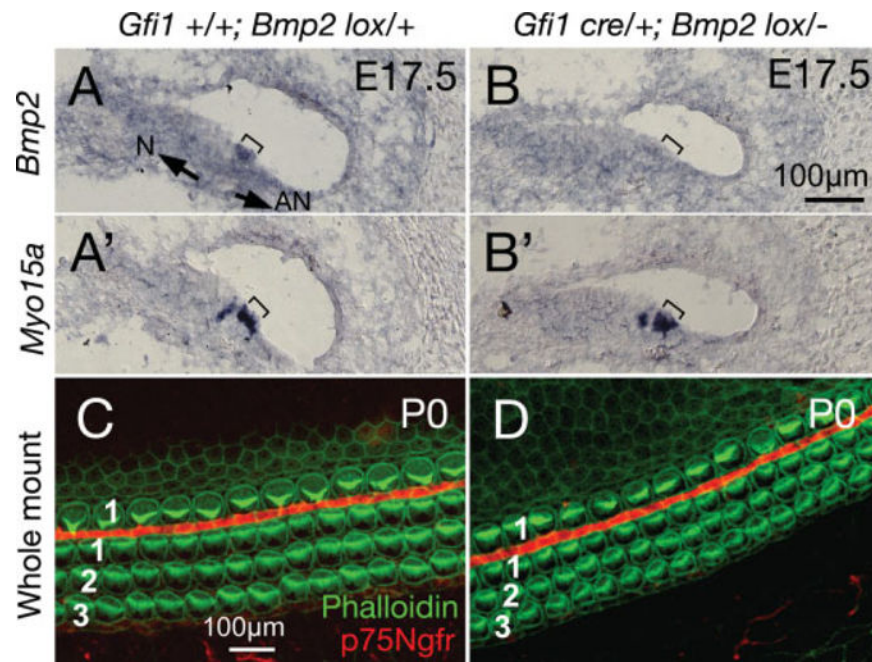 Gfi1 +/+; Bmp2 lox/+ Gfi1 cre/+; Bmp2 lox/-
Bmp2
A E17.5
N
AN
B E17.5
100µm
Myo15a
A'
B'
Whole mount
C P0
1
1
2
3
Phalloidin
100µm
p75Ngfr
D P0
1
1
2
3